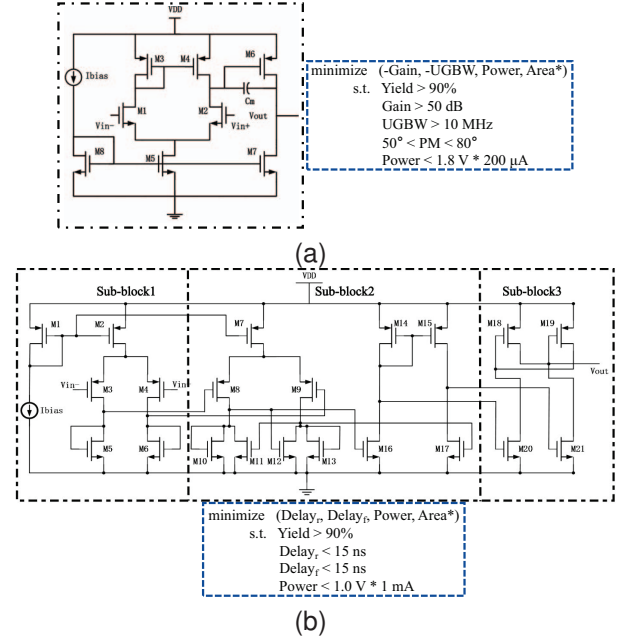 VDD
M3 M4 M6
Ibias
Cm
M1 M2 Vout
Vin- Vin+
M8 M5 M7
minimize (-Gain, -UGBW, Power, Area*)
s.t. Yield > 90%
Gain > 50 dB
UGBW > 10 MHz
50° < PM < 80°
Power < 1.8 V * 200 μA
(a)
VDD
Sub-block1 Sub-block2 Sub-block3
M1 M2 M7 M14 M15 M18 M19
Vout
Vin- M3 M4 Vin M8 M9
Ibias
M5 M6 M10 M11 M12 M13 M16 M17 M20 M21
minimize (Delayr, Delayf, Power, Area*)
s.t. Yield > 90%
Delayr < 15 ns
Delayf < 15 ns
Power < 1.0 V * 1 mA
(b)